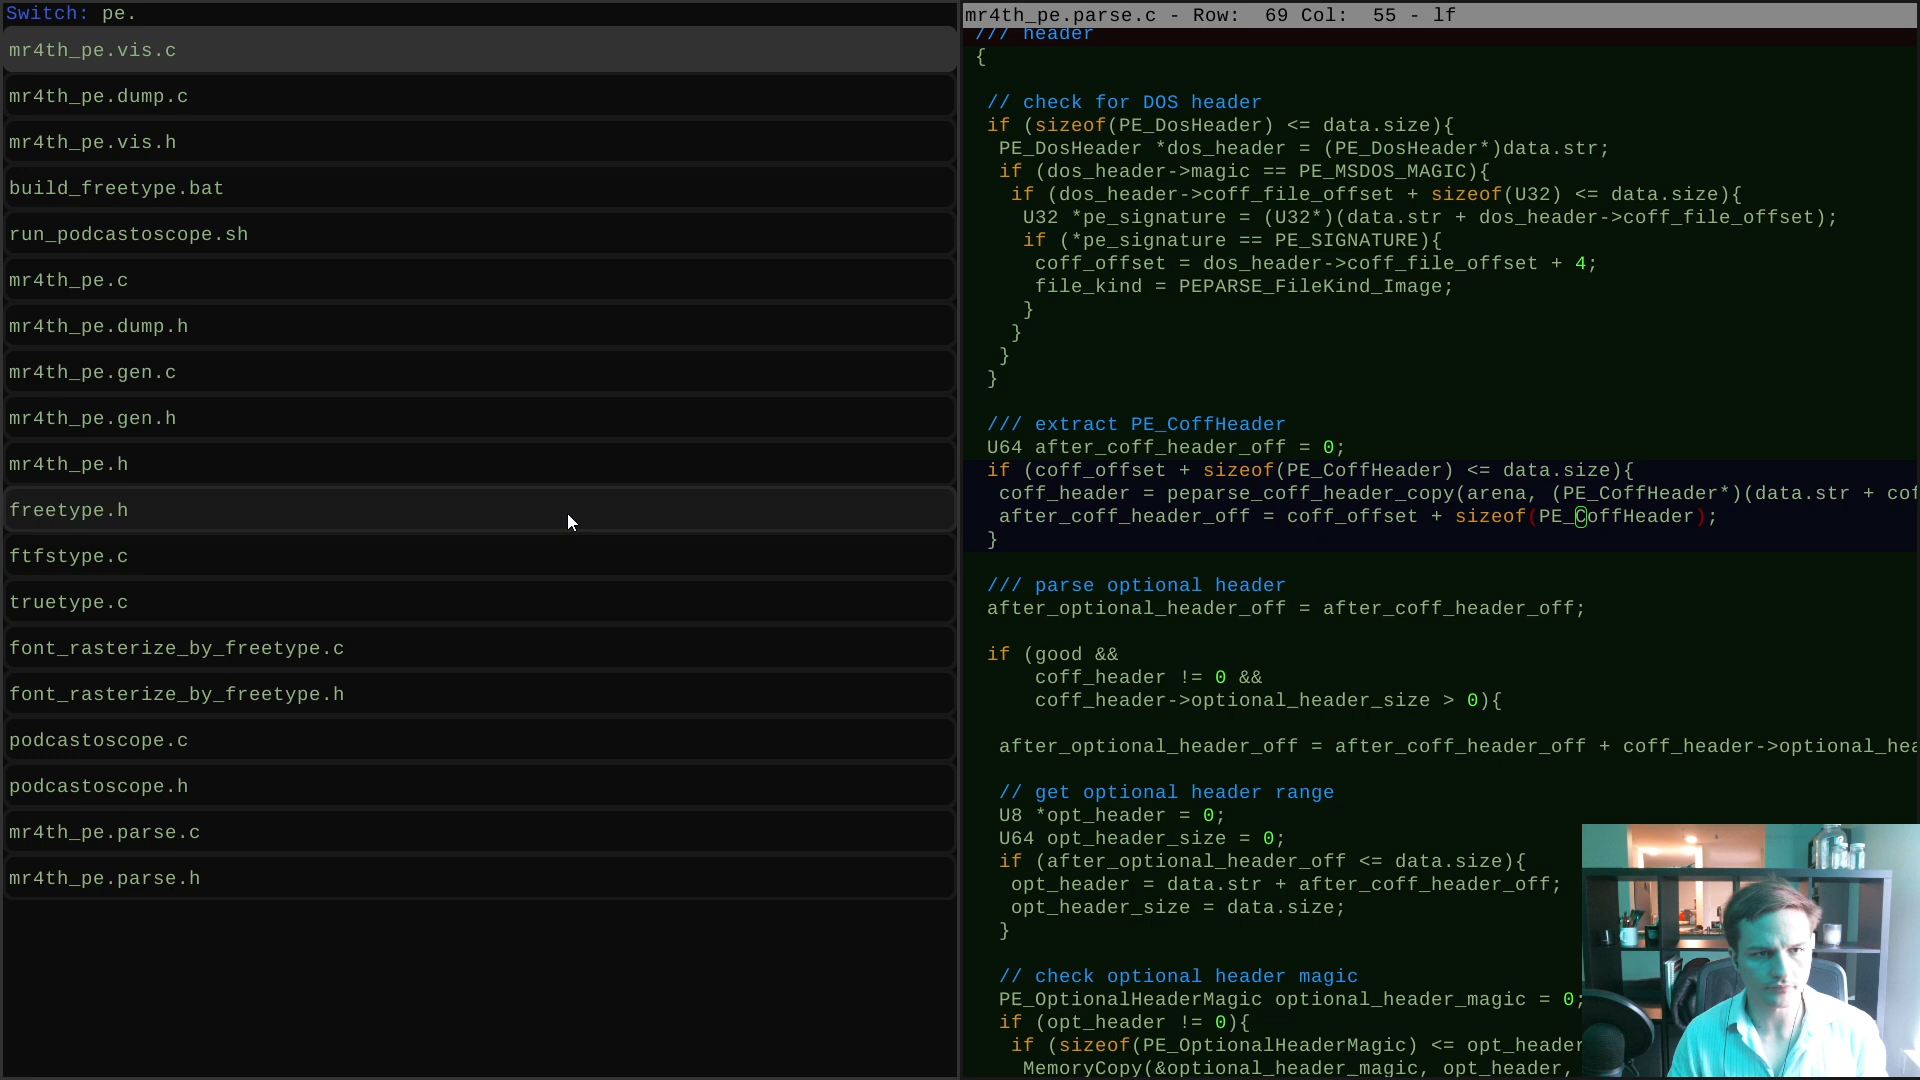 Switch: pe.
mr4th_pe.vis.c
mr4th_pe.dump.c
mr4th_pe.vis.h
build_freetype.bat
run_podcastoscope.sh
mr4th_pe.c
mr4th_pe.dump.h
mr4th_pe.gen.c
mr4th_pe.gen.h
mr4th_pe.h
freetype.h
ftfstype.c
truetype.c
font_rasterize_by_freetype.c
font_rasterize_by_freetype.h
podcastoscope.c
podcastoscope.h
mr4th_pe.parse.c
mr4th_pe.parse.h
mr4th_pe.parse.c - Row:  69 Col:  55 - lf
/// header
{
// check for DOS header
if (sizeof(PE_DosHeader) <= data.size){
PE_DosHeader *dos_header = (PE_DosHeader*)data.str;
if (dos_header->magic == PE_MSDOS_MAGIC){
if (dos_header->coff_file_offset + sizeof(U32) <= data.size){
U32 *pe_signature = (U32*)(data.str + dos_header->coff_file_offset);
if (*pe_signature == PE_SIGNATURE){
coff_offset = dos_header->coff_file_offset + 4;
file_kind = PEPARSE_FileKind_Image;
}
}
}
}
/// extract PE_CoffHeader
U64 after_coff_header_off = 0;
if (coff_offset + sizeof(PE_CoffHeader) <= data.size){
coff_header = peparse_coff_header_copy(arena, (PE_CoffHeader*)(data.str + cof
after_coff_header_off = coff_offset + sizeof(PE_CoffHeader);
}
/// parse optional header
after_optional_header_off = after_coff_header_off;
if (good &&
coff_header != 0 &&
coff_header->optional_header_size > 0){
after_optional_header_off = after_coff_header_off + coff_header->optional_hea
// get optional header range
U8 *opt_header = 0;
U64 opt_header_size = 0;
if (after_optional_header_off <= data.size){
opt_header = data.str + after_coff_header_off;
opt_header_size = data.size;
}
// check optional header magic
PE_OptionalHeaderMagic optional_header_magic = 0;
if (opt_header != 0){
if (sizeof(PE_OptionalHeaderMagic) <= opt_header
MemoryCopy(&optional_header_magic, opt_header,